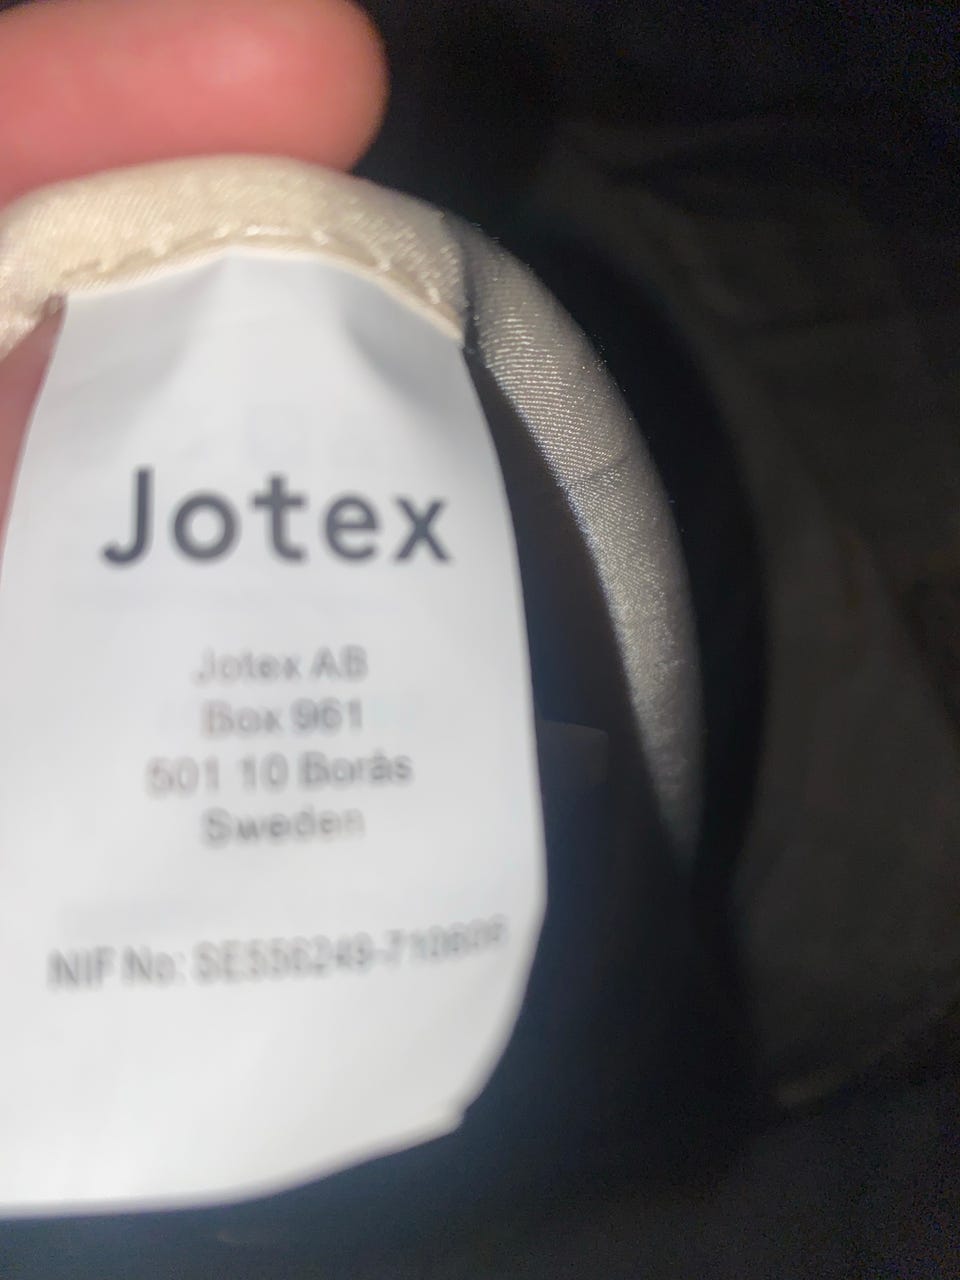 Jotex
Jotex AB
Box 961
501 10 Borås
Sweden
NIF No: